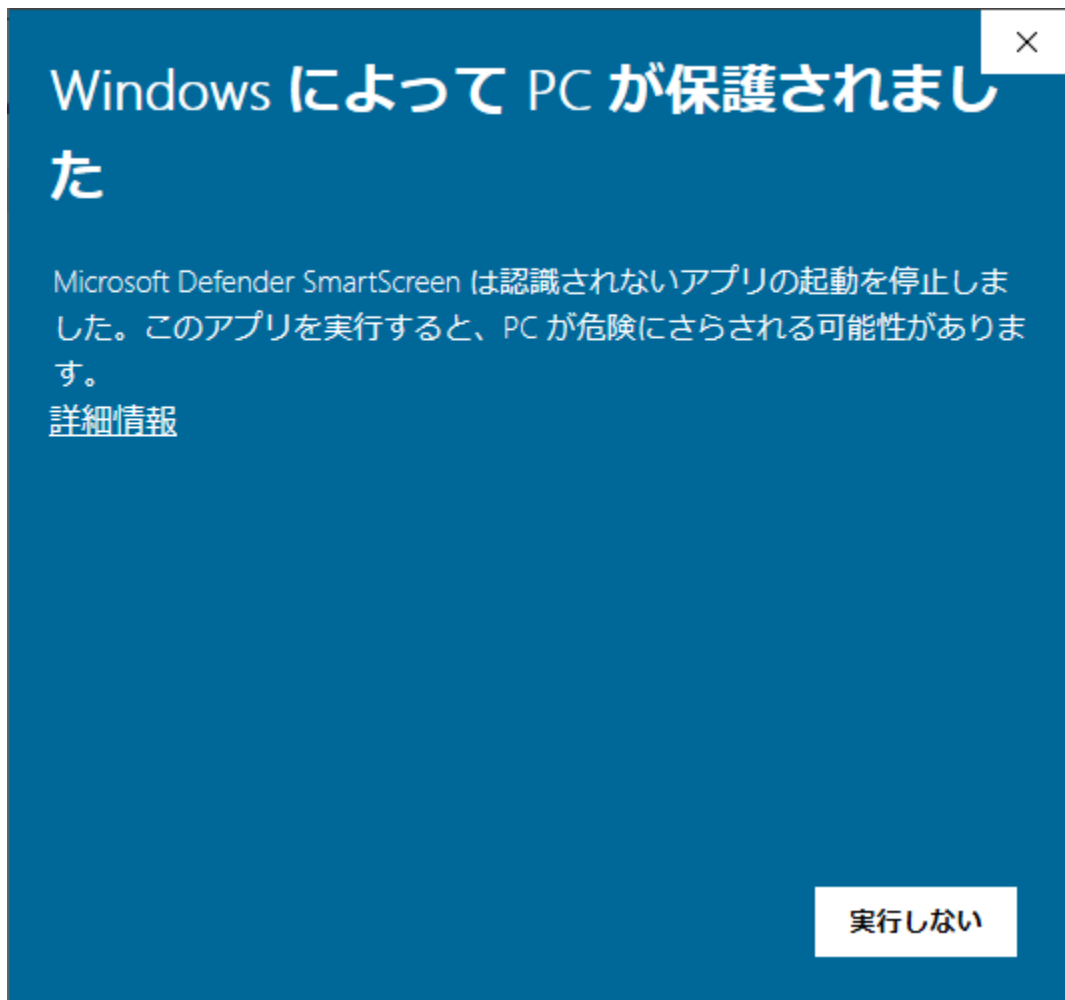 Windows によって PC が保護されまし
た
Microsoft Defender SmartScreen は認識されないアプリの起動を停止しま
した。このアプリを実行すると、PC が危険にさらされる可能性がありま
す。
詳細情報
実行しない